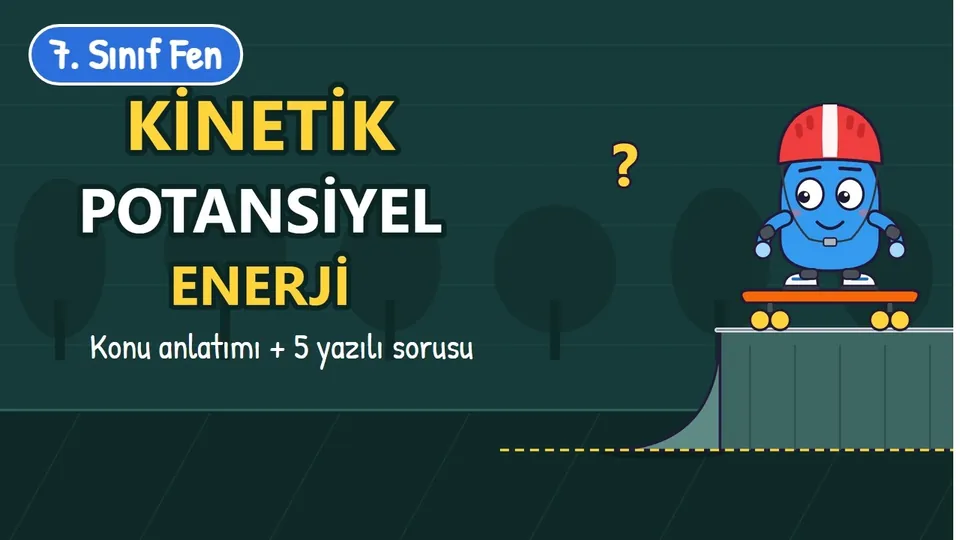 7. Sınıf Fen
KİNETİK
POTANSİYEL
ENERJİ
Konu anlatımı + 5 yazılı sorusu
?